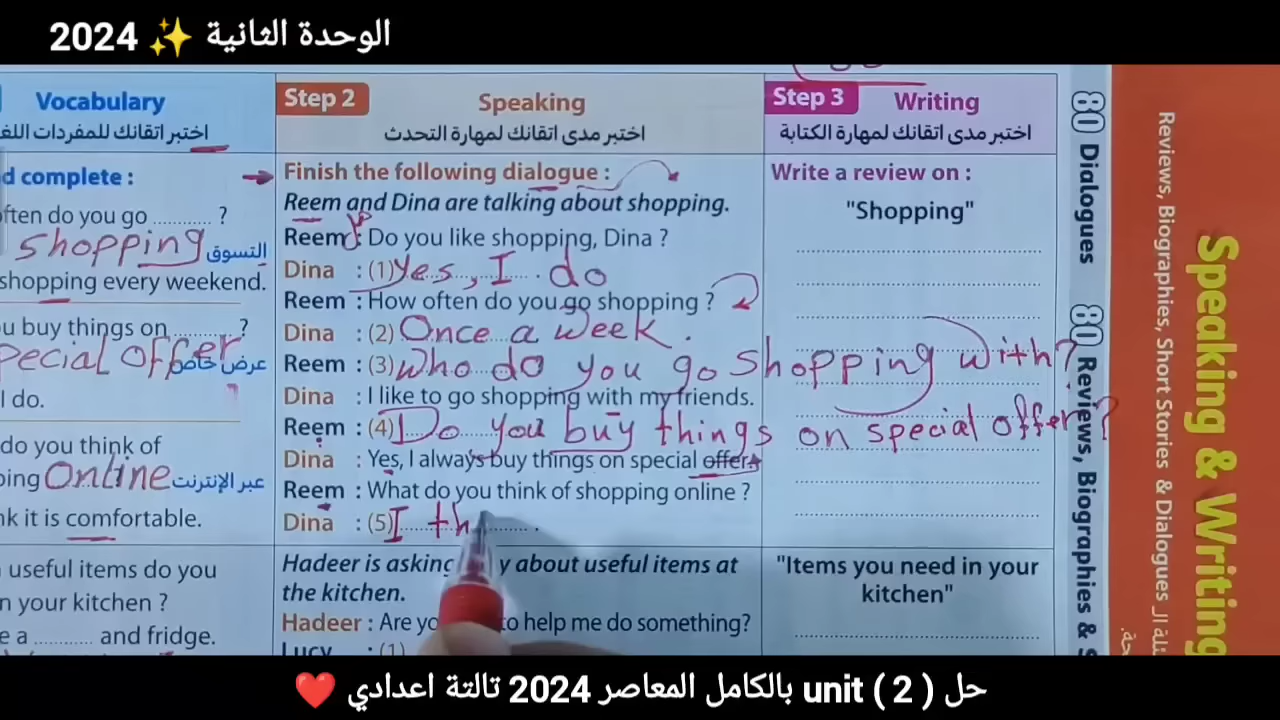 الوحدة الثانية ✨ 2024
Vocabulary
اختبر اتقانك للمفردات اللغ
d complete :
ften do you go ............ ?
shopping التسوق
shopping every weekend.
u buy things on ............ ?
pecial offer عرض خاص
I do.
do you think of
ping Online عبر الإنترنت
nk it is comfortable.
useful items do you
n your kitchen ?
e a ............ and fridge.
Step 2 Speaking
اختبر مدى اتقانك لمهارة التحدث
Finish the following dialogue :
Reem and Dina are talking about shopping.
Reem : Do you like shopping, Dina ?
Dina : (1) Yes, I do
Reem : How often do you go shopping ?
Dina : (2) Once a week.
Reem : (3) Who do you go shopping with?
Dina : I like to go shopping with my friends.
Reem : (4) Do you buy things on special offer?
Dina : Yes, I always buy things on special offer.
Reem : What do you think of shopping online ?
Dina : (5) I th
Hadeer is asking y about useful items at
the kitchen.
Hadeer : Are yo to help me do something?
Lucy : (1)
Step 3 Writing
اختبر مدى اتقانك لمهارة الكتابة
Write a review on :
"Shopping"
"Items you need in your
kitchen"
80 Dialogues
80 Reviews, Biographies & S
Reviews, Biographies, Short Stories & Dialogues
Speaking & Writing
حل unit ( 2 ) بالكامل المعاصر 2024 تالتة اعدادي ❤️